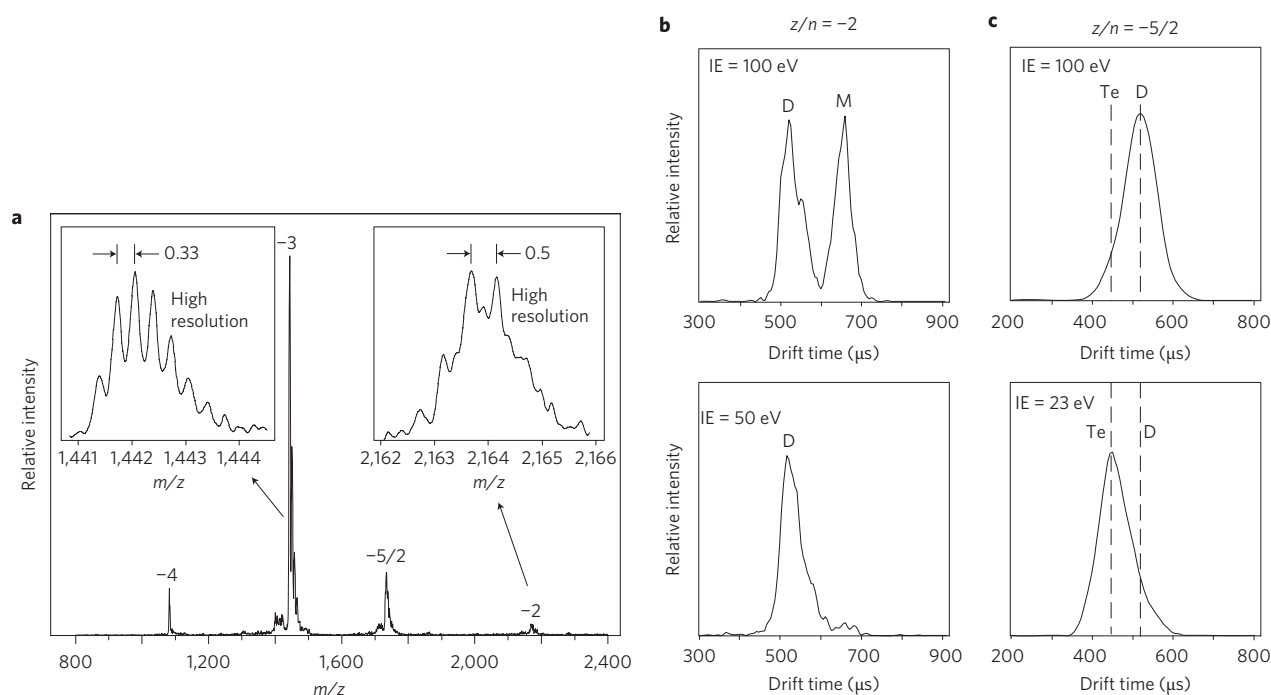 a
Relative intensity
0.33
High
resolution
1,441 1,442 1,443 1,444
m/z
0.5
High
resolution
2,162 2,163 2,164 2,165 2,166
m/z
−4
−3
−5/2
−2
800 1,200 1,600 2,000 2,400
m/z
b
z/n = −2
IE = 100 eV
D M
Relative intensity
300 500 700 900
Drift time (μs)
IE = 50 eV
D
Relative intensity
300 500 700 900
Drift time (μs)
c
z/n = −5/2
IE = 100 eV
Te D
200 400 600 800
Drift time (μs)
IE = 23 eV
Te D
200 400 600 800
Drift time (μs)